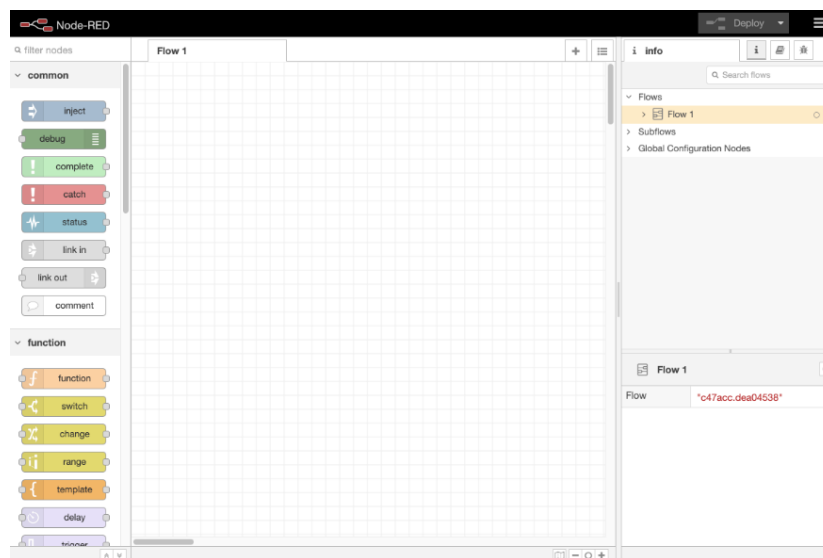 Node-RED
Deploy
filter nodes
Flow 1
i info
i
Search flows
common
inject
debug
complete
catch
status
link in
link out
comment
function
function
switch
change
range
template
delay
trigger
Flows
Flow 1
Subflows
Global Configuration Nodes
Flow 1
Flow "c47acc.dea04538"